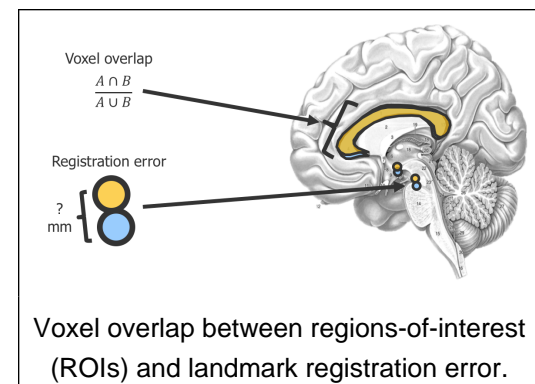 Voxel overlap
A ∩ B
A ∪ B
Registration error
?
mm
Voxel overlap between regions-of-interest
(ROIs) and landmark registration error.